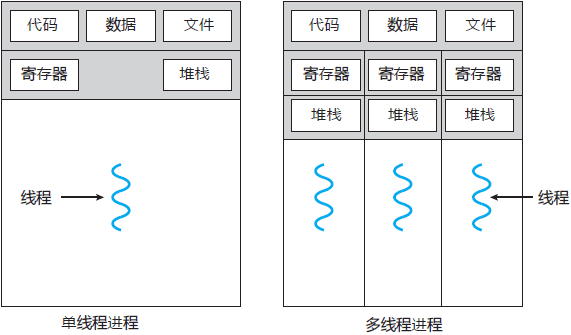 代码 数据 文件
寄存器 堆栈
线程
单线程进程
代码 数据 文件
寄存器 寄存器 寄存器
堆栈 堆栈 堆栈
线程
多线程进程